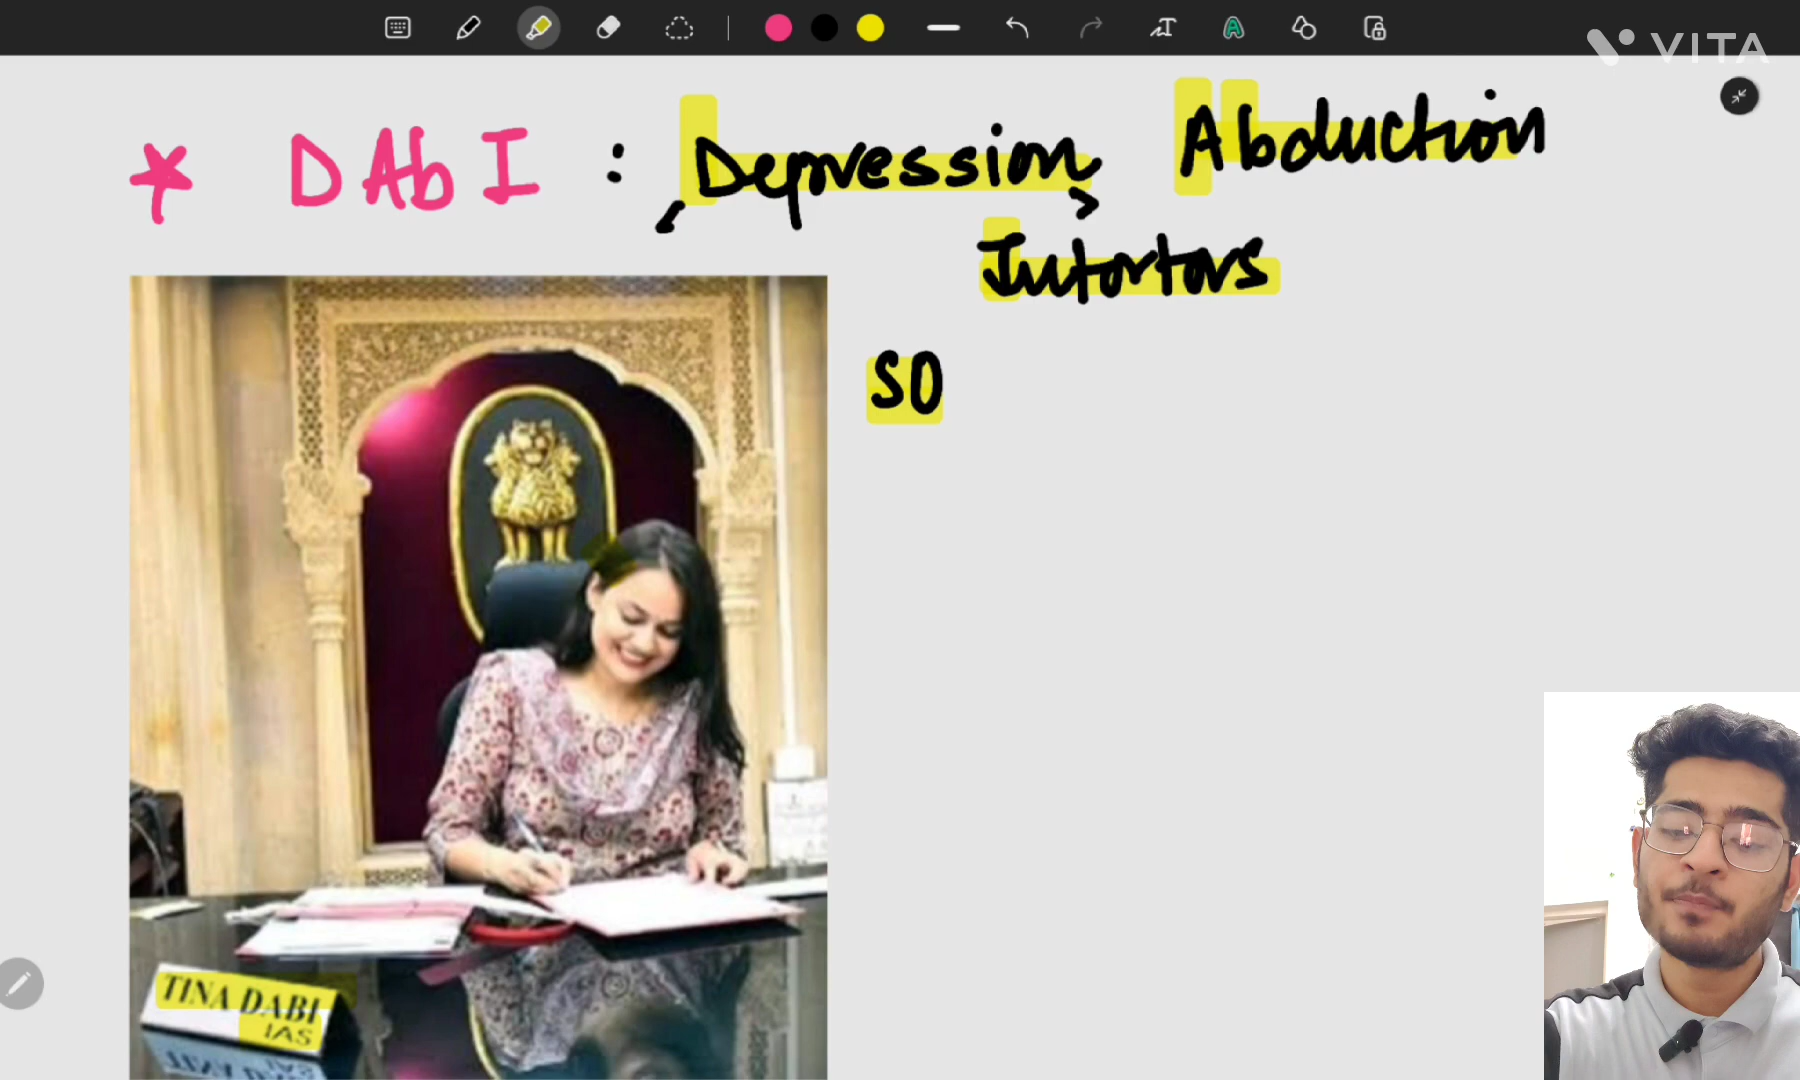 VITA
* DAbI : Depression Abduction
Intortors
SO
TINA DABI
IAS